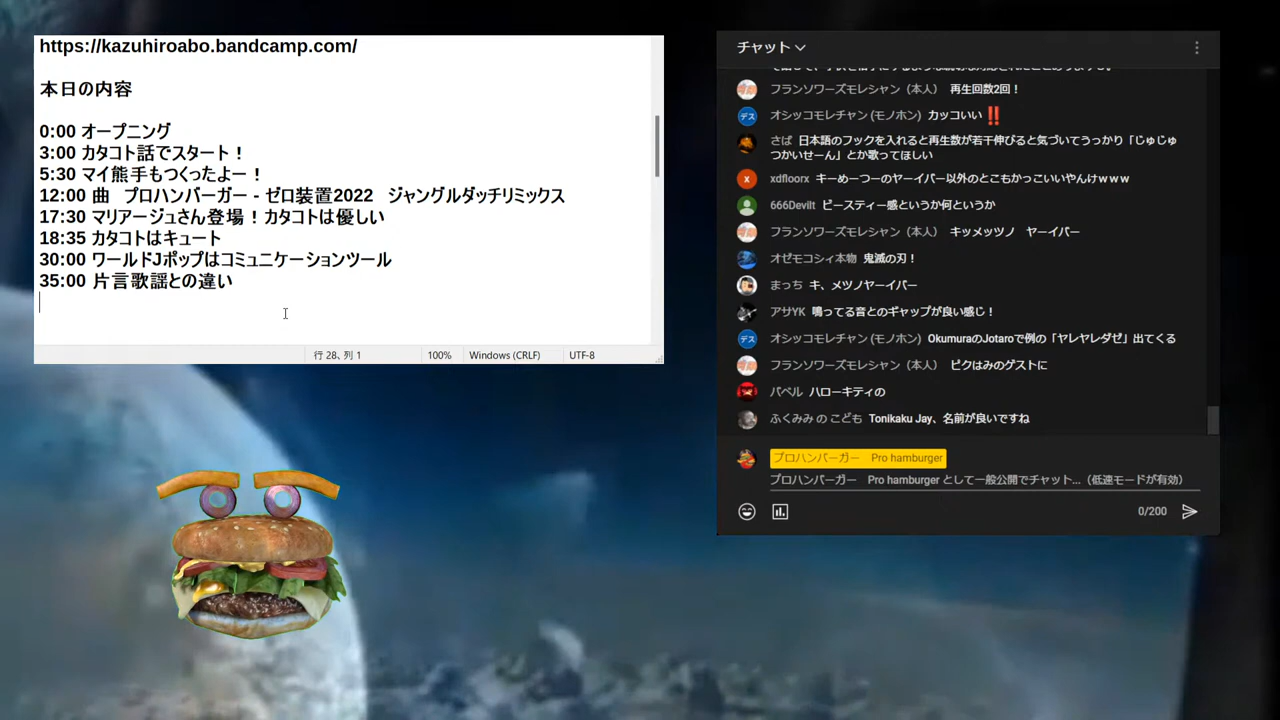 https://kazuhiroabo.bandcamp.com/
本日の内容
0:00 オープニング
3:00 カタコト話でスタート！
5:30 マイ熊手もつくったよー！
12:00 曲　プロハンバーガー - ゼロ装置2022　ジャングルダッチリミックス
17:30 マリアージュさん登場！カタコトは優しい
18:35 カタコトはキュート
30:00 ワールドJポップはコミュニケーションツール
35:00 片言歌謡との違い
行 28、列 1
100%
Windows (CRLF)
UTF-8
チャット
フランソワーズモレシャン（本人） 再生回数2回！
デス オシッコモレチャン (モノホン) カッコいい‼
さば 日本語のフックを入れると再生数が若干伸びると気づいてうっかり「じゅじゅ
つかいせーん」とか歌ってほしい
x xdfloorx キーめーつーのヤーイバー以外のとこもかっこいいやんけｗｗｗ
666Devilt ビースティー感というか何というか
フランソワーズモレシャン（本人） キッメッツノ　ヤーイバー
オゼモコシィ本物 鬼滅の刃！
まっち キ、メツノヤーイバー
アサYK 鳴ってる音とのギャップが良い感じ！
デス オシッコモレチャン (モノホン) OkumuraのJotaroで例の「ヤレヤレダゼ」出てくる
フランソワーズモレシャン（本人） ピクはみのゲストに
バベル ハローキティの
ふくみみ の こども Tonikaku Jay、名前が良いですね
プロハンバーガー　Pro hamburger
プロハンバーガー　Pro hamburger として一般公開でチャット...（低速モードが有効）
0/200